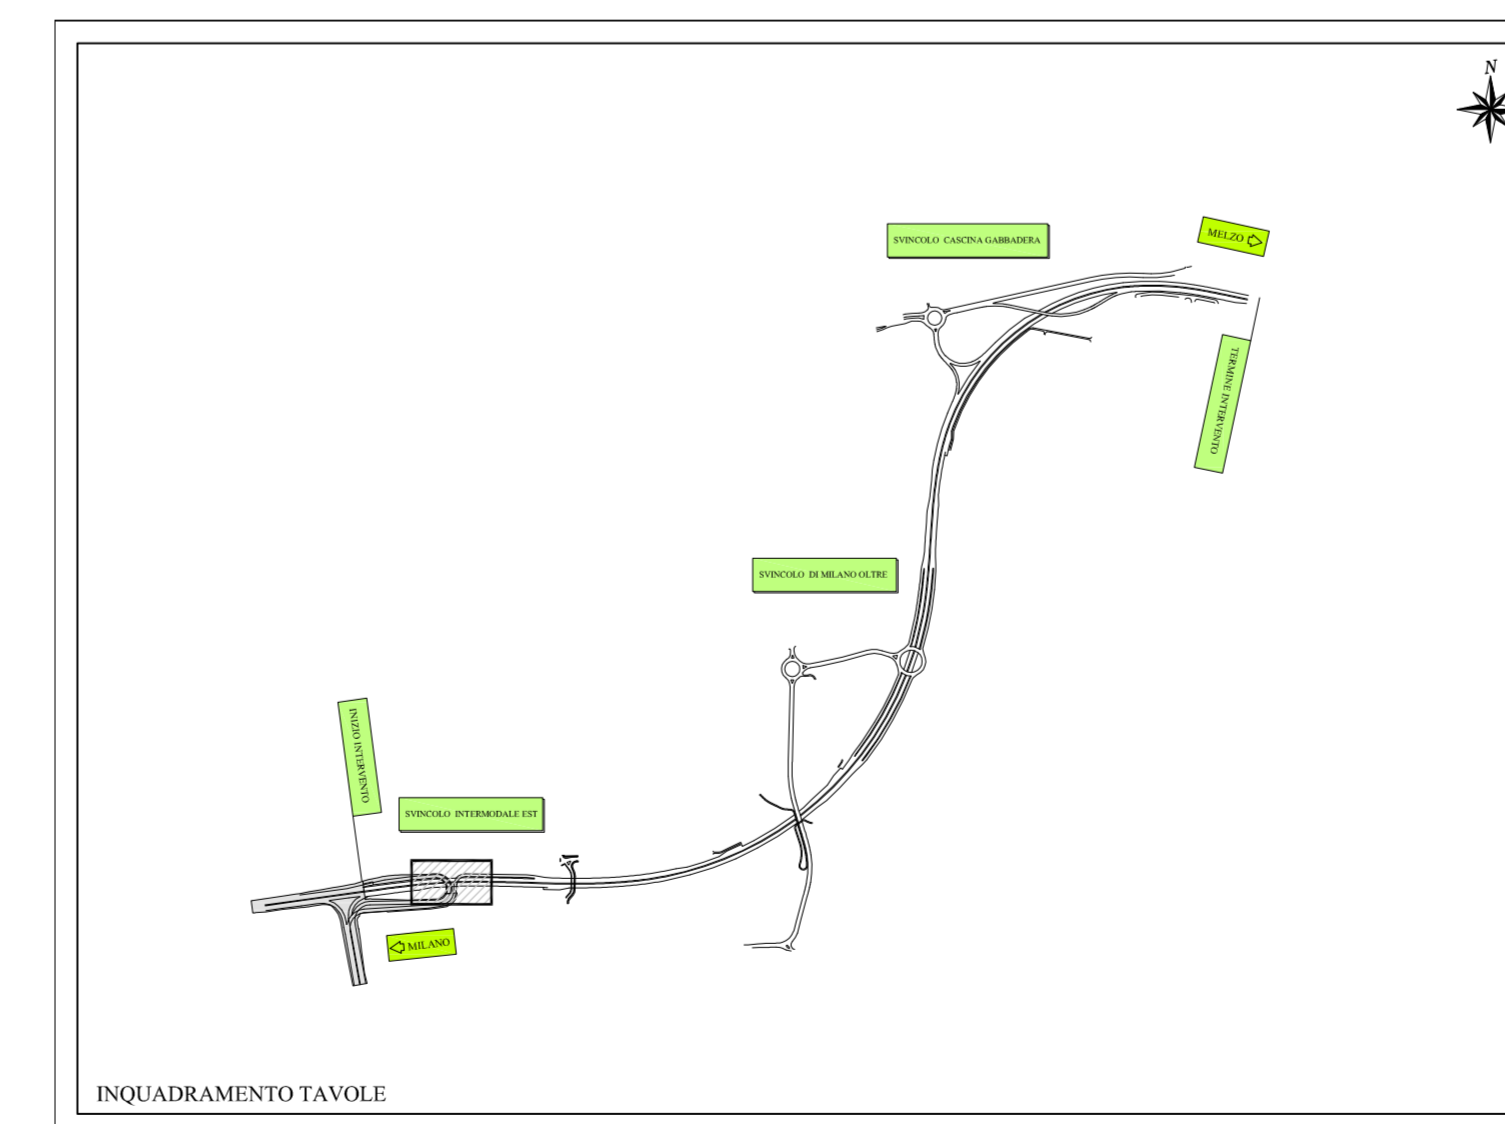 N
MELZO
SVINCOLO CASCINA GABBADERA
TERMINE INTERVENTO
SVINCOLO DI MILANO OLTRE
INIZIO INTERVENTO
SVINCOLO INTERMODALE EST
MILANO
INQUADRAMENTO TAVOLE